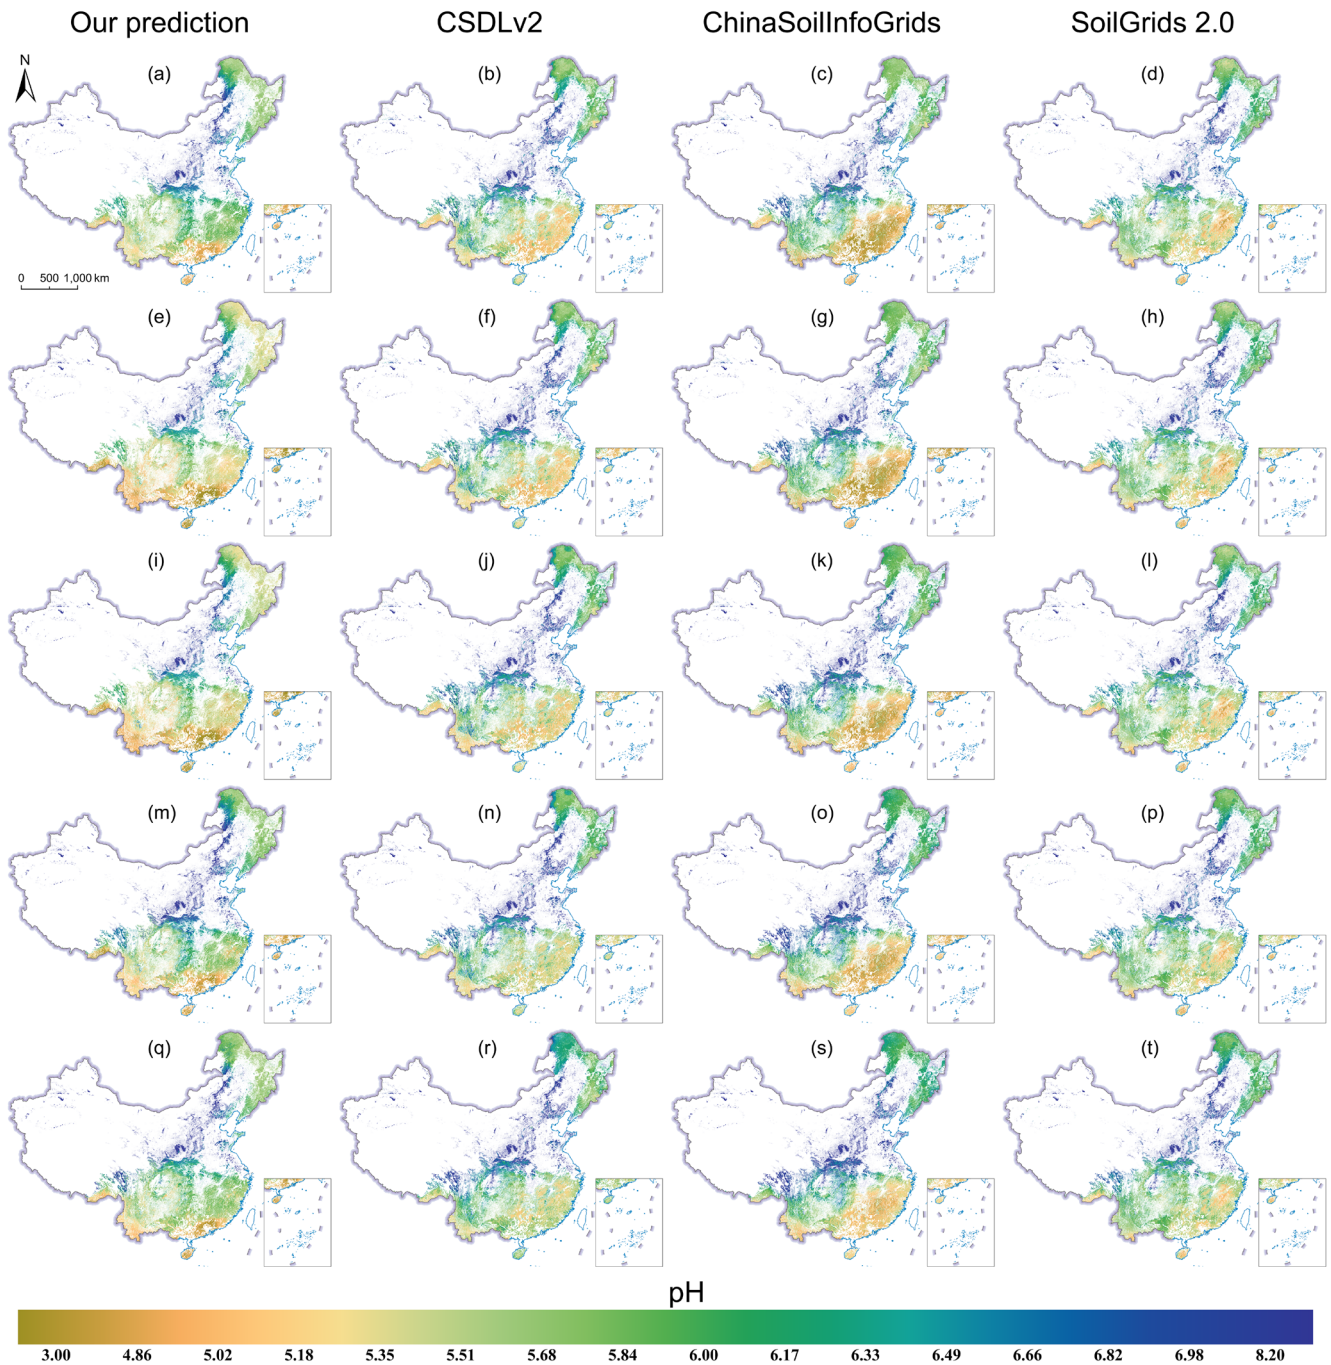 Our prediction CSDLv2 ChinaSoilInfoGrids SoilGrids 2.0
N
(a) (b) (c) (d)
0 500 1,000 km
(e) (f) (g) (h)
(i) (j) (k) (l)
(m) (n) (o) (p)
(q) (r) (s) (t)
pH
3.00 4.86 5.02 5.18 5.35 5.51 5.68 5.84 6.00 6.17 6.33 6.49 6.66 6.82 6.98 8.20